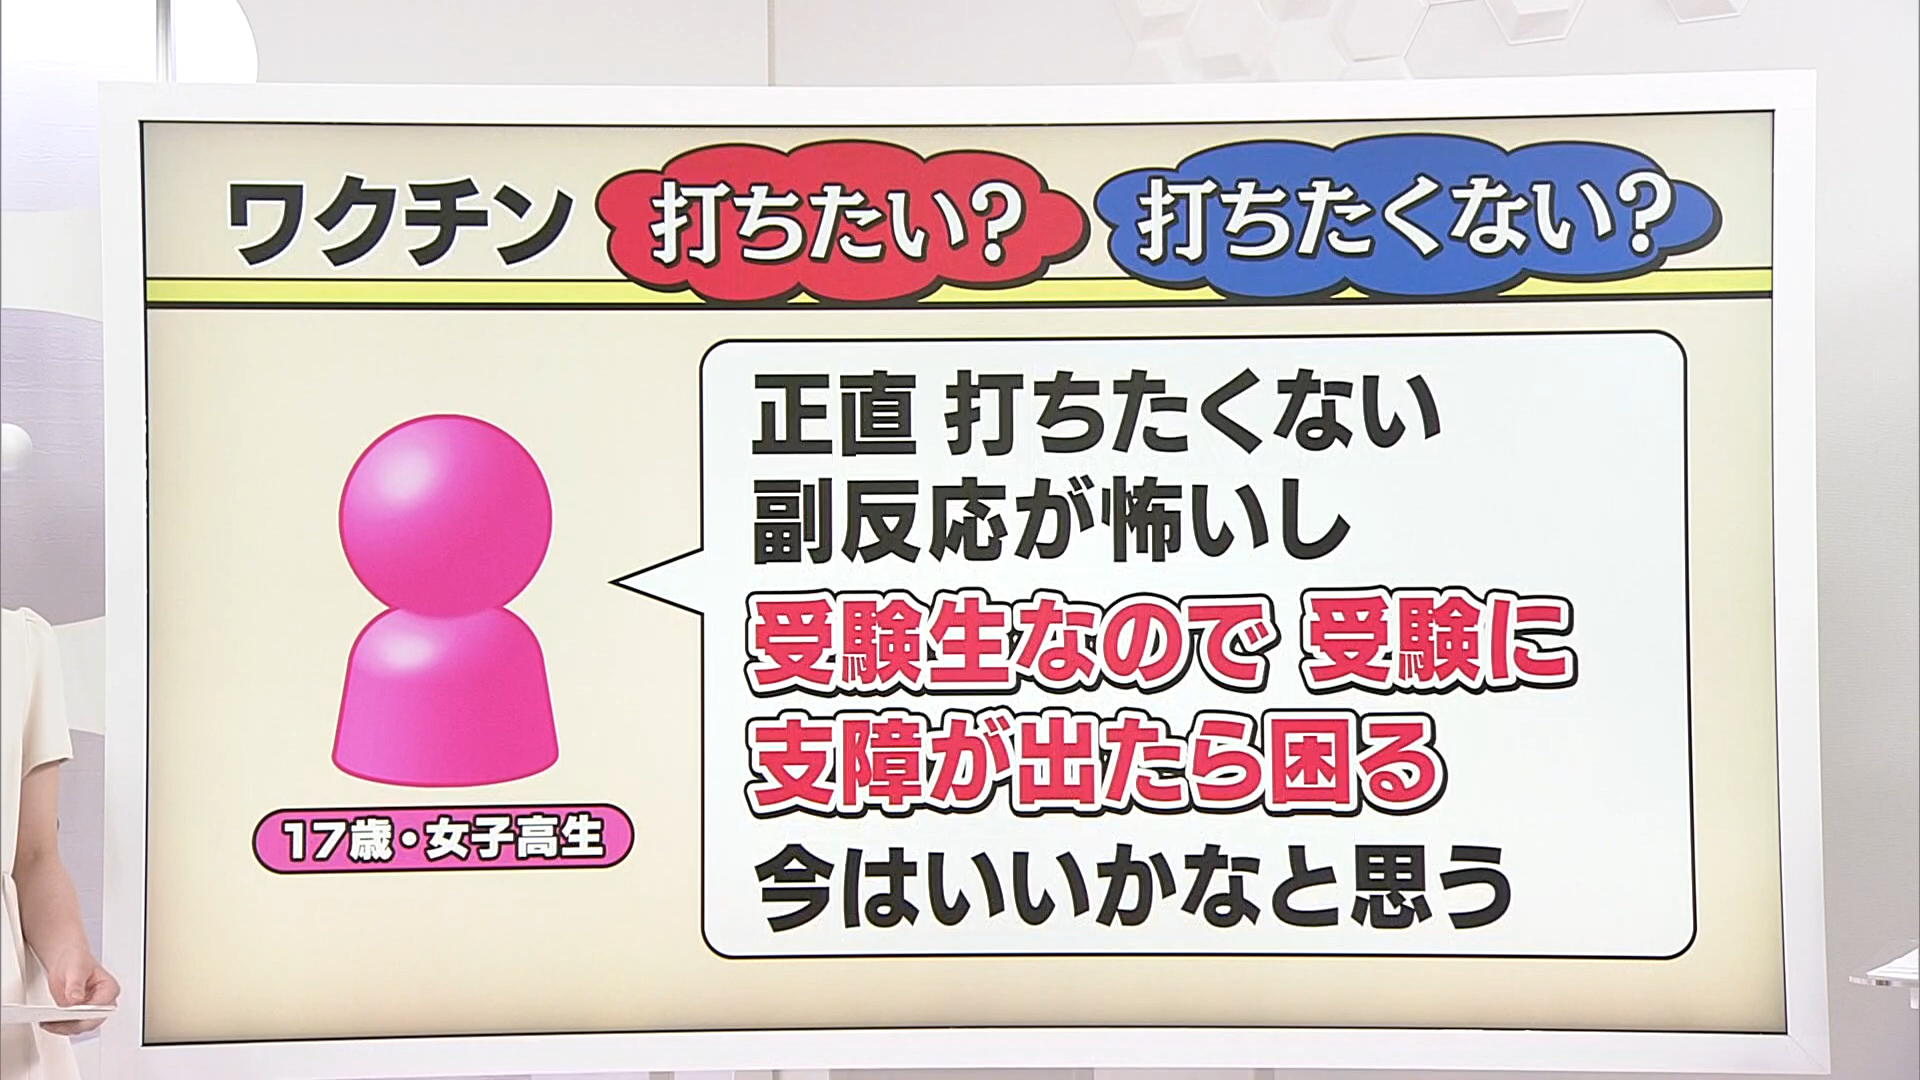 ワクチン 打ちたい? 打ちたくない?
正直 打ちたくない
副反応が怖いし
受験生なので 受験に
支障が出たら困る
今はいいかなと思う
17歳・女子高生